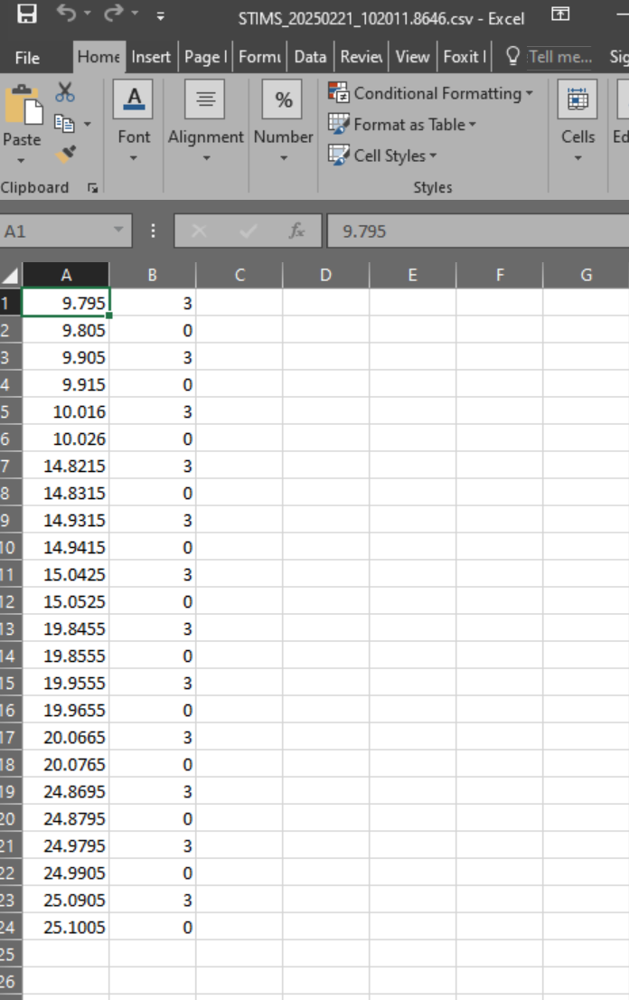 STIMS_20250221_102011.8646.csv - Excel
File Home Insert Page Formu Data Review View Foxit Tell me... Sig
Paste Font Alignment Number Conditional Formatting Cells Ed
Format as Table
Cell Styles
Clipboard Styles
A1 fx 9.795
A B C D E F G
1 9.795 3
2 9.805 0
3 9.905 3
4 9.915 0
5 10.016 3
6 10.026 0
7 14.8215 3
8 14.8315 0
9 14.9315 3
10 14.9415 0
11 15.0425 3
12 15.0525 0
13 19.8455 3
14 19.8555 0
15 19.9555 3
16 19.9655 0
17 20.0665 3
18 20.0765 0
19 24.8695 3
20 24.8795 0
21 24.9795 3
22 24.9905 0
23 25.0905 3
24 25.1005 0
25
26